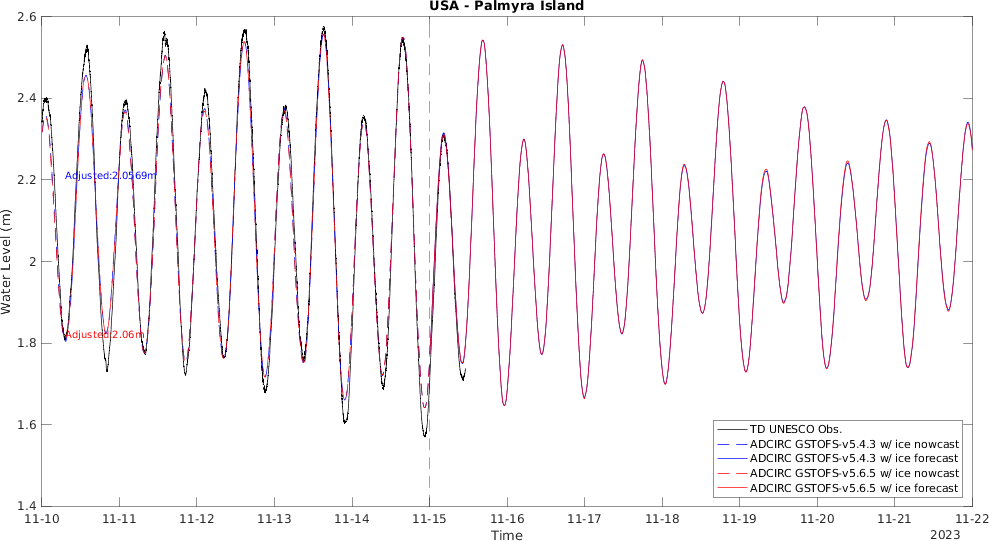 USA - Palmyra Island
Water Level (m)
2.6
2.4
2.2
2
1.8
1.6
1.4
Adjusted:2.0569m
Adjusted:2.06m
TD UNESCO Obs.
ADCIRC GSTOFS-v5.4.3 w/ ice nowcast
ADCIRC GSTOFS-v5.4.3 w/ ice forecast
ADCIRC GSTOFS-v5.6.5 w/ ice nowcast
ADCIRC GSTOFS-v5.6.5 w/ ice forecast
11-10 11-11 11-12 11-13 11-14 11-15 11-16 11-17 11-18 11-19 11-20 11-21 11-22
Time
2023